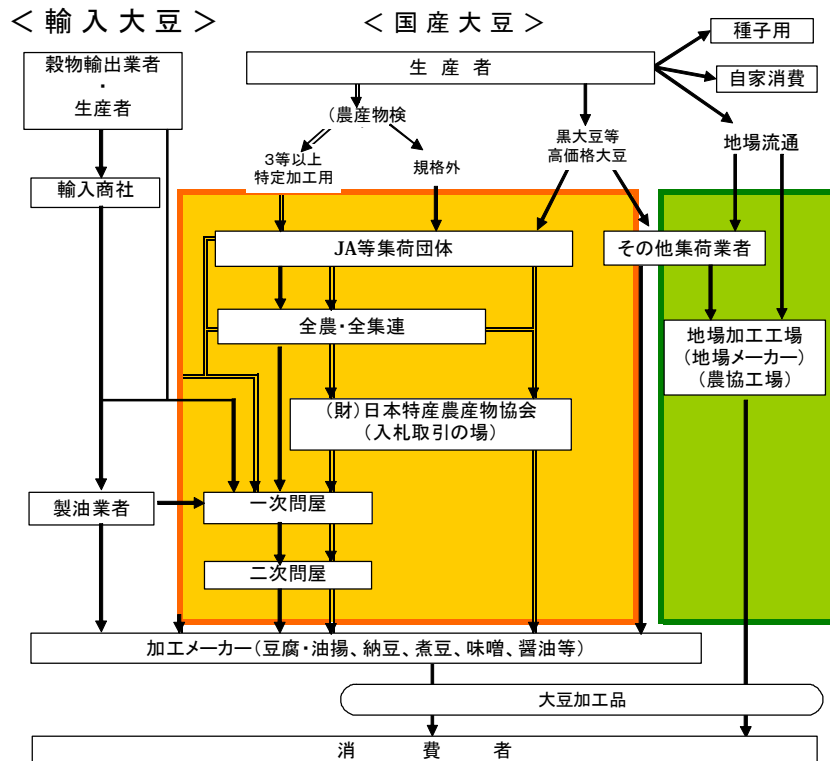 ＜輸入大豆＞
＜国産大豆＞
穀物輸出業者
・
生産者
生 産 者
種子用
自家消費
（農産物検
３等以上
特定加工用
規格外
黒大豆等
高価格大豆
地場流通
輸入商社
JA等集荷団体
その他集荷業者
全農・全集連
地場加工工場
（地場メーカー）
（農協工場）
（財）日本特産農産物協会
（入札取引の場）
製油業者
一次問屋
二次問屋
加工メーカー（豆腐・油揚、納豆、煮豆、味噌、醤油等）
大豆加工品
消 費 者